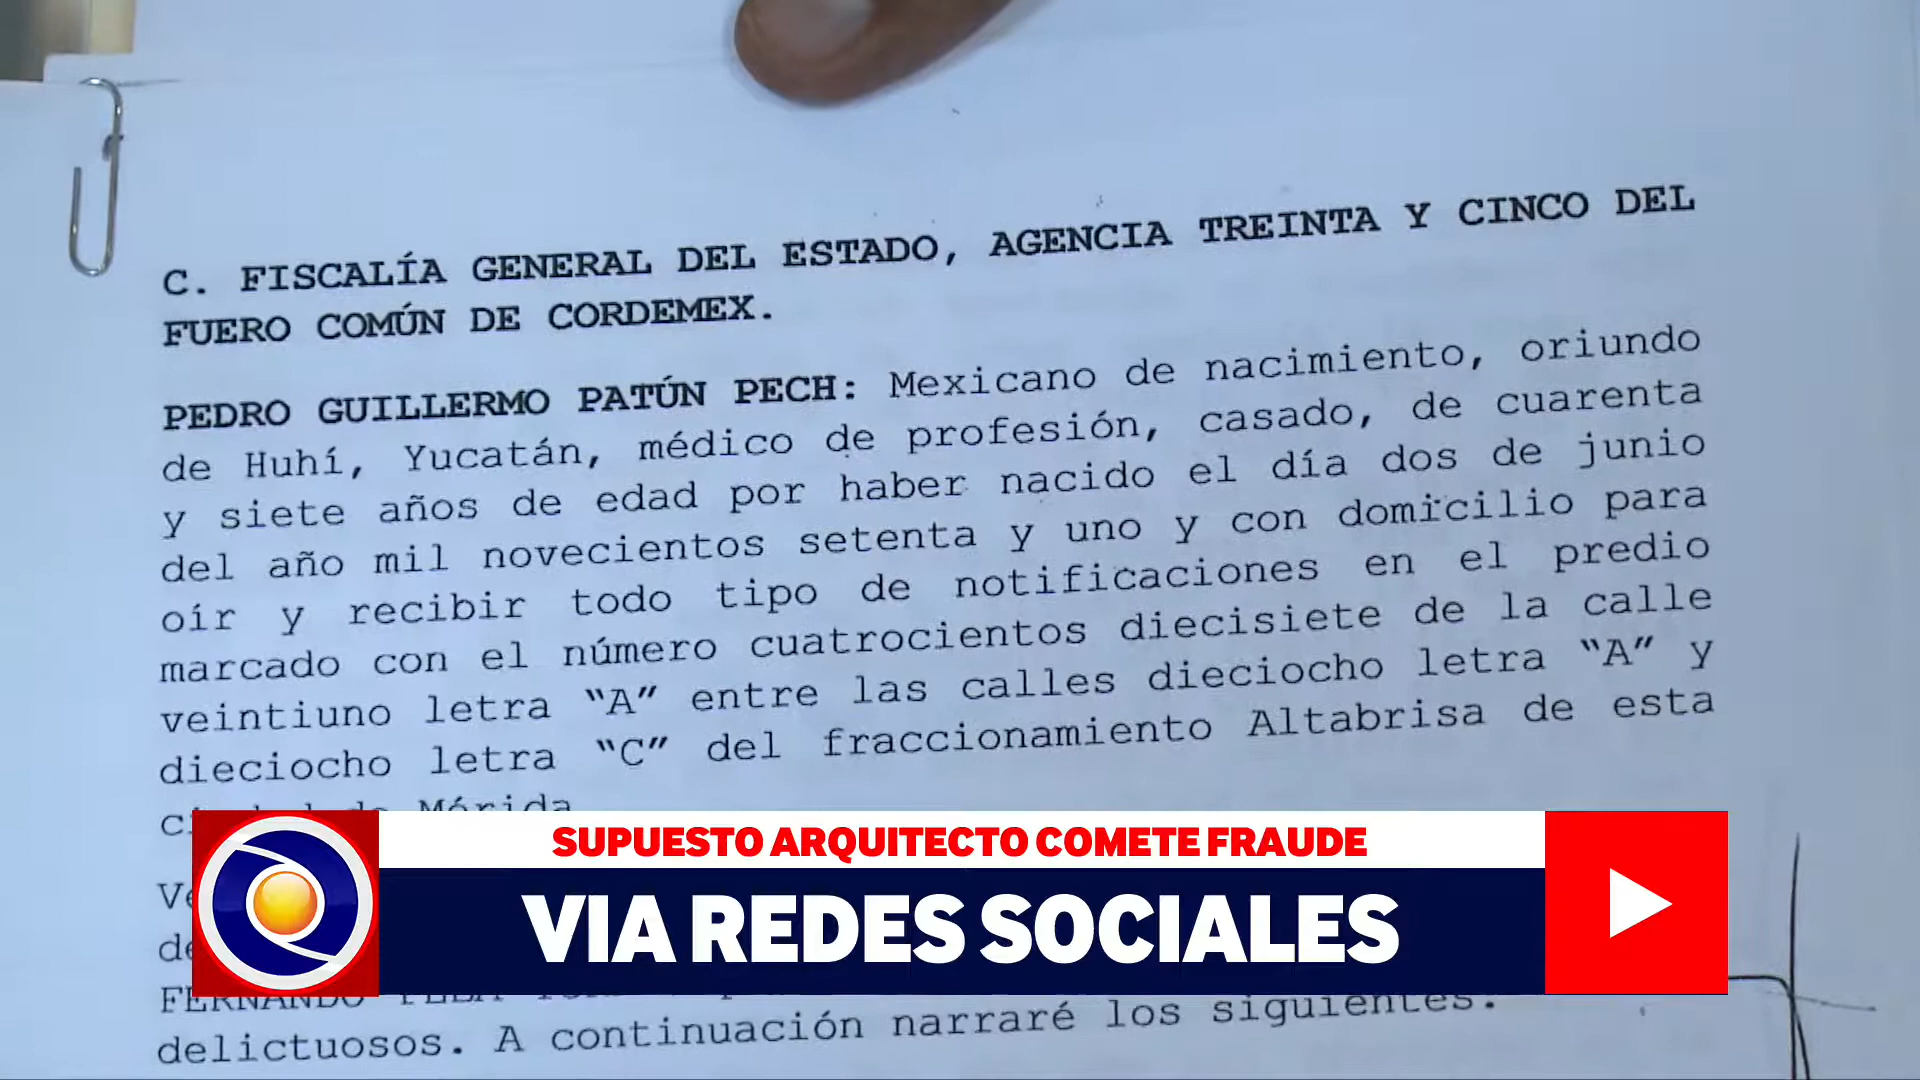 C. FISCALÍA GENERAL DEL ESTADO, AGENCIA TREINTA Y CINCO DEL
FUERO COMÚN DE CORDEMEX.
PEDRO GUILLERMO PATÚN PECH: Mexicano de nacimiento, oriundo
de Huhí, Yucatán, médico de profesión, casado, de cuarenta
y siete años de edad por haber nacido el día dos de junio
del año mil novecientos setenta y uno y con domicilio para
oír y recibir todo tipo de notificaciones en el predio
marcado con el número cuatrocientos diecisiete de la calle
veintiuno letra “A” entre las calles dieciocho letra “A” y
dieciocho letra “C” del fraccionamiento Altabrisa de esta
Mérida
SUPUESTO ARQUITECTO COMETE FRAUDE
VIA REDES SOCIALES
FERNANDO
delictuosos. A continuación narraré los siguientes: